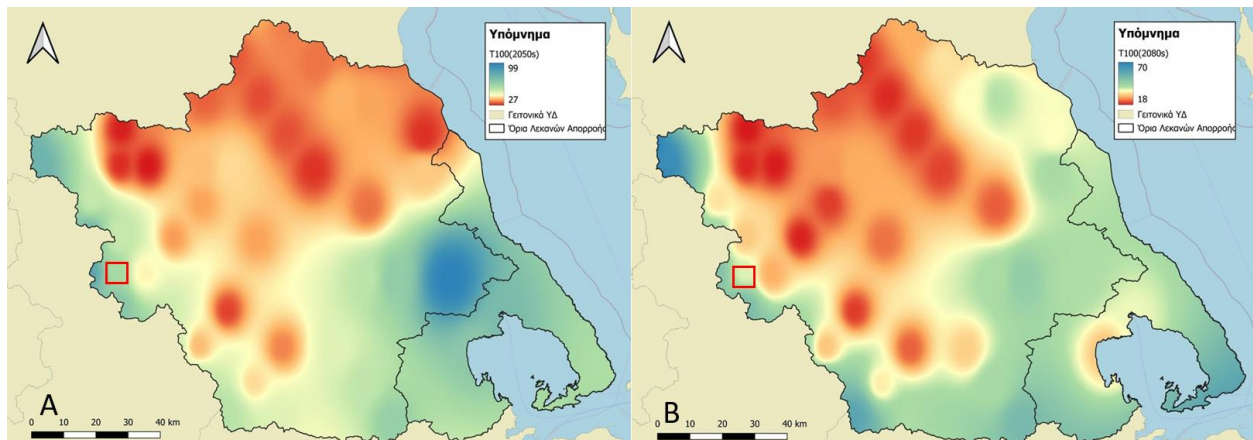 Υπόμνημα
T100(2050s)
99
27
Γειτονικά ΥΔ
Όρια Λεκανών Απορροής
A
0 10 20 30 40 km
Υπόμνημα
T100(2080s)
70
18
Γειτονικά ΥΔ
Όρια Λεκανών Απορροής
B
0 10 20 30 40 km